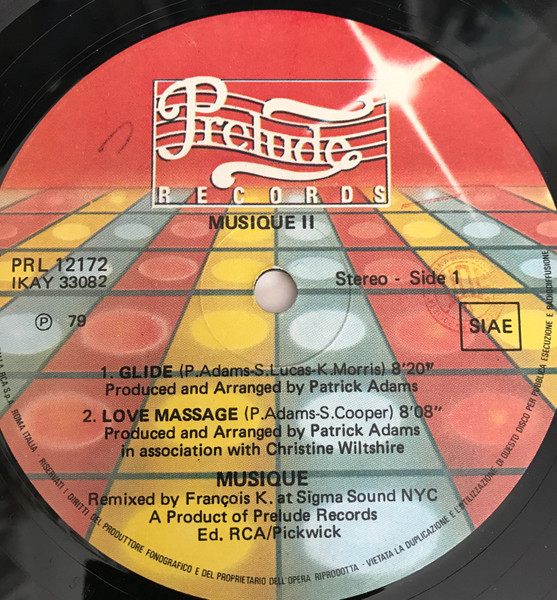 Prelude
RECORDS
MUSIQUE II
PRL 12172
IKAY 33082
Stereo - Side 1
Ⓟ 79
SIAE
1. GLIDE (P.Adams-S.Lucas-K.Morris) 8'20"
Produced and Arranged by Patrick Adams
2. LOVE MASSAGE (P.Adams-S.Cooper) 8'08"
Produced and Arranged by Patrick Adams
in association with Christine Wiltshire
MUSIQUE
Remixed by François K. at Sigma Sound NYC
A Product of Prelude Records
Ed. RCA/Pickwick
RCA S.p.A. ROMA ITALIA - RISERVATI I DIRITTI DEL PRODUTTORE FONOGRAFICO E DEL PROPRIETARIO DELL'OPERA RIPRODOTTA - VIETATA LA DUPLICAZIONE E L'UTILIZZAZIONE DI QUESTO DISCO PER PUBBLICA ESECUZIONE E RADIODIFFUSIONE